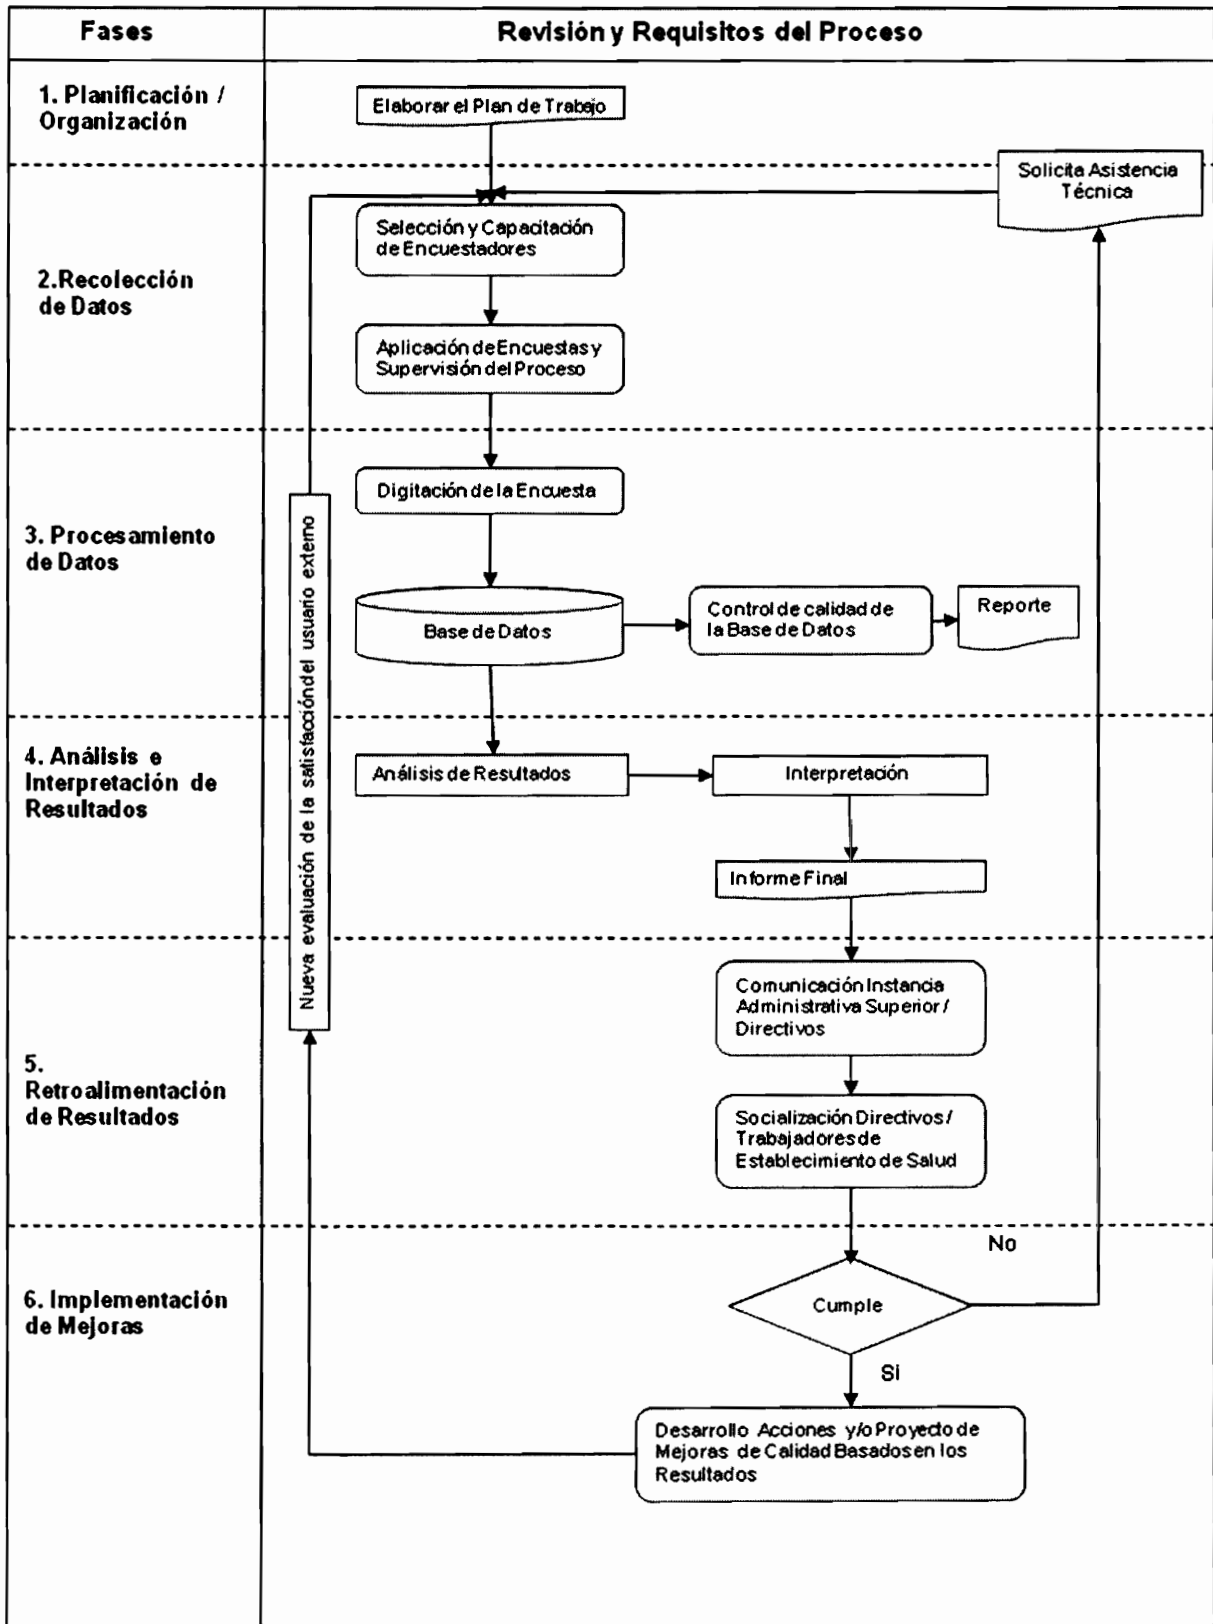 Fases
Revisión y Requisitos del Proceso
1. Planificación /
Organización
Elaborar el Plan de Trabajo
Solicita Asistencia
Técnica
2.Recolección
de Datos
Selección y Capacitación
de Encuestadores
Aplicación de Encuestas y
Supervisión del Proceso
3. Procesamiento
de Datos
Digitación de la Encuesta
Base de Datos
Control de calidad de
la Base de Datos
Reporte
Nueva evaluación de la satisfacción del usuario externo
4. Análisis e
Interpretación de
Resultados
Análisis de Resultados
Interpretación
Informe Final
5.
Retroalimentación
de Resultados
Comunicación Instancia
Administrativa Superior /
Directivos
Socialización Directivos /
Trabajadores de
Establecimiento de Salud
6. Implementación
de Mejoras
No
Cumple
Si
Desarrollo Acciones y/o Proyecto de
Mejoras de Calidad Basados en los
Resultados